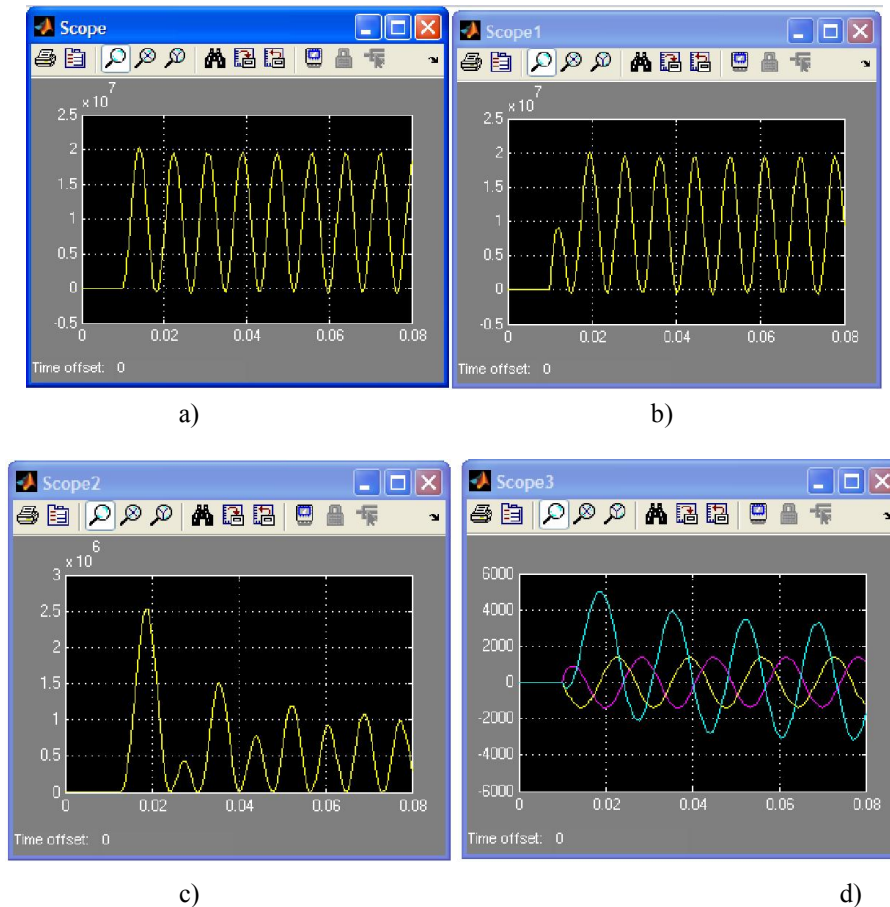 Scope
x 10 7
2.5
2
1.5
1
0.5
0
-0.5
0 0.02 0.04 0.06 0.08
Time offset: 0
a)
Scope1
x 10 7
2.5
2
1.5
1
0.5
0
-0.5
0 0.02 0.04 0.06 0.08
Time offset: 0
b)
Scope2
x 10 6
3
2.5
2
1.5
1
0.5
0
0 0.02 0.04 0.06 0.08
Time offset: 0
c)
Scope3
6000
4000
2000
0
-2000
-4000
-6000
0 0.02 0.04 0.06 0.08
Time offset: 0
d)